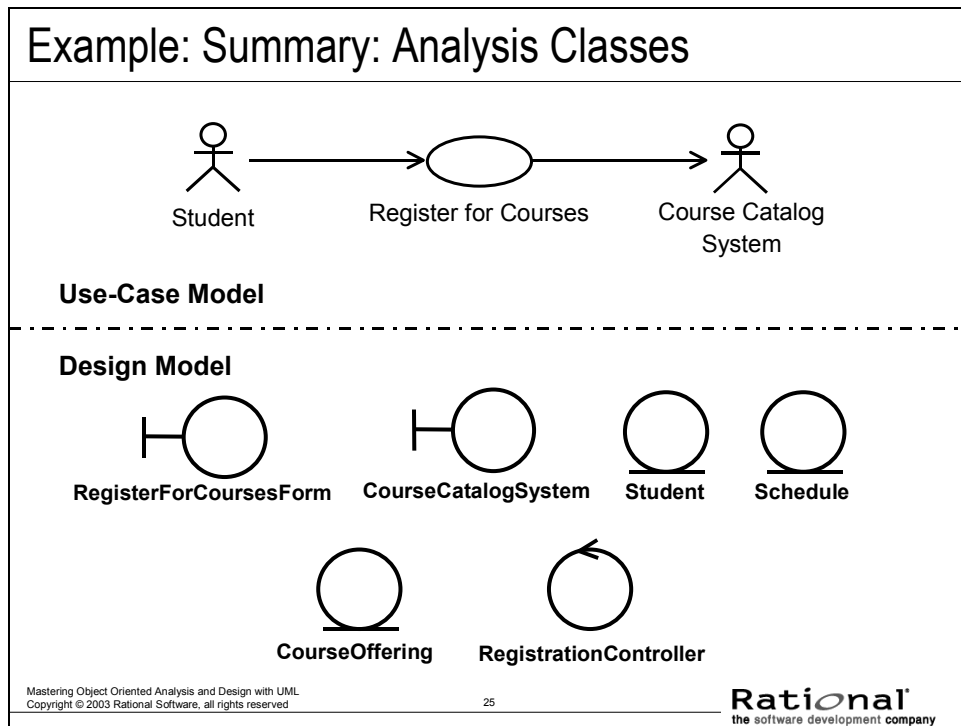 Example: Summary: Analysis Classes
Student
Register for Courses
Course Catalog
System
Use-Case Model
Design Model
RegisterForCoursesForm
CourseCatalogSystem
Student
Schedule
CourseOffering
RegistrationController
Mastering Object Oriented Analysis and Design with UML
Copyright © 2003 Rational Software, all rights reserved
25
Rational
the software development company